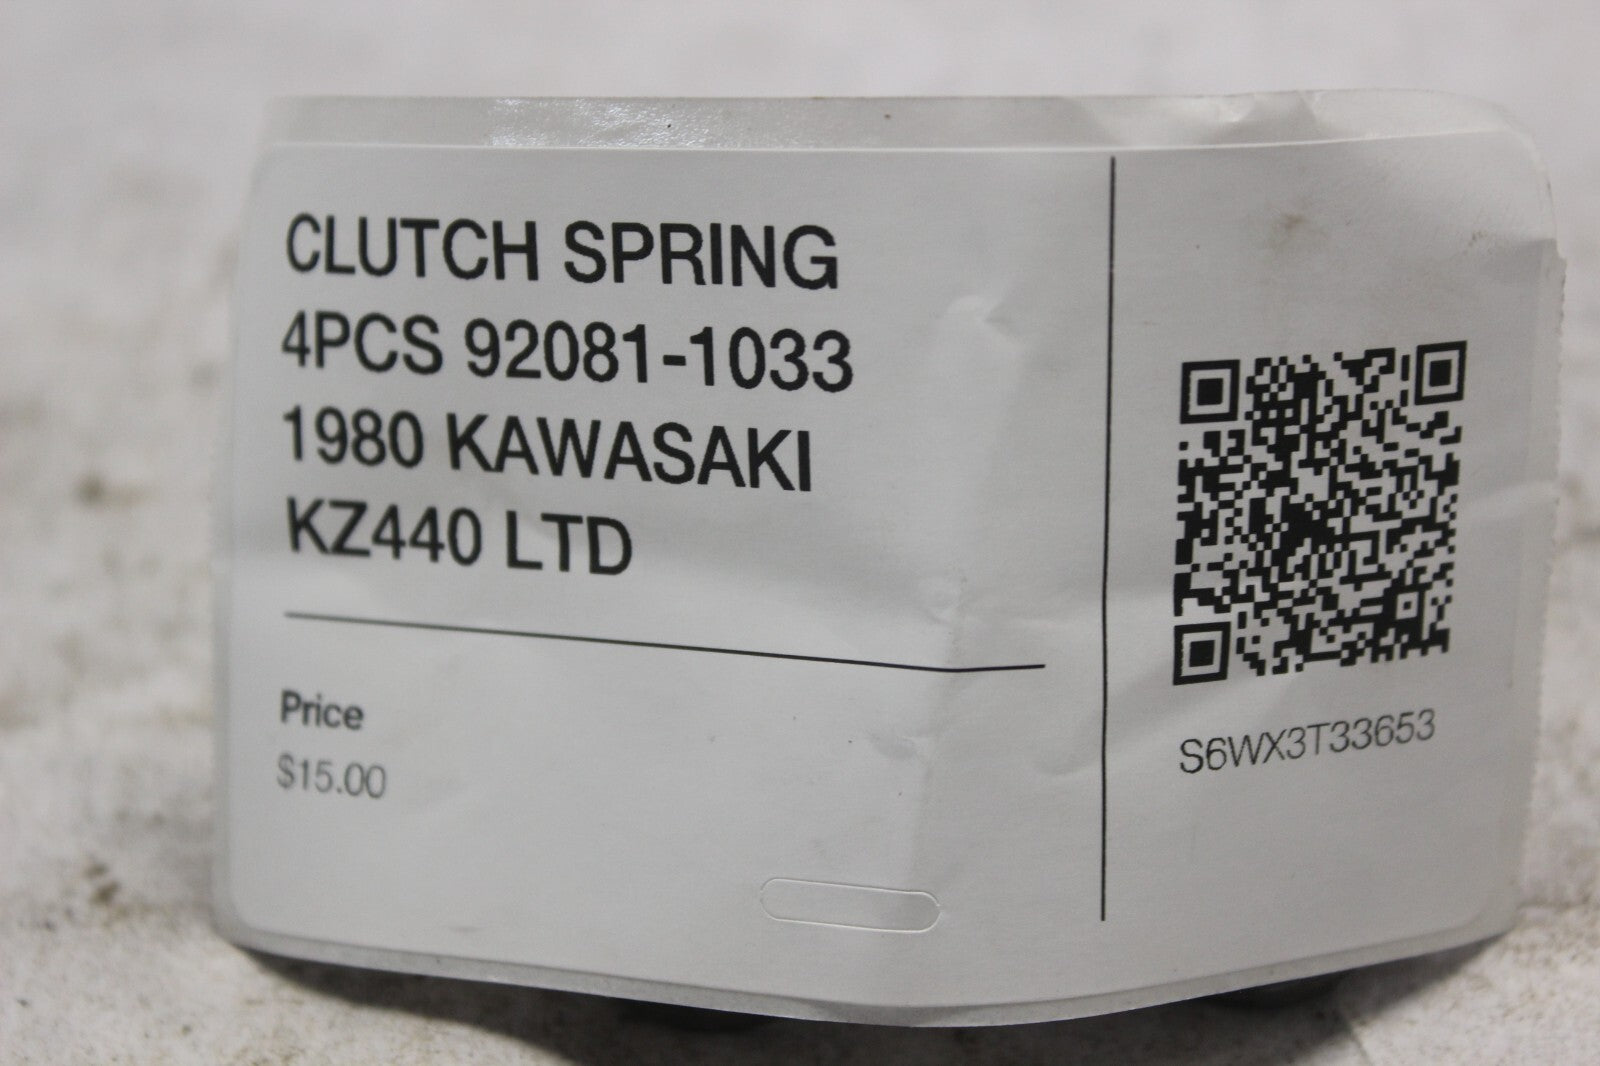 CLUTCH SPRING
4PCS 92081-1033
1980 KAWASAKI
KZ440 LTD
Price
$15.00
S6WX3T33653